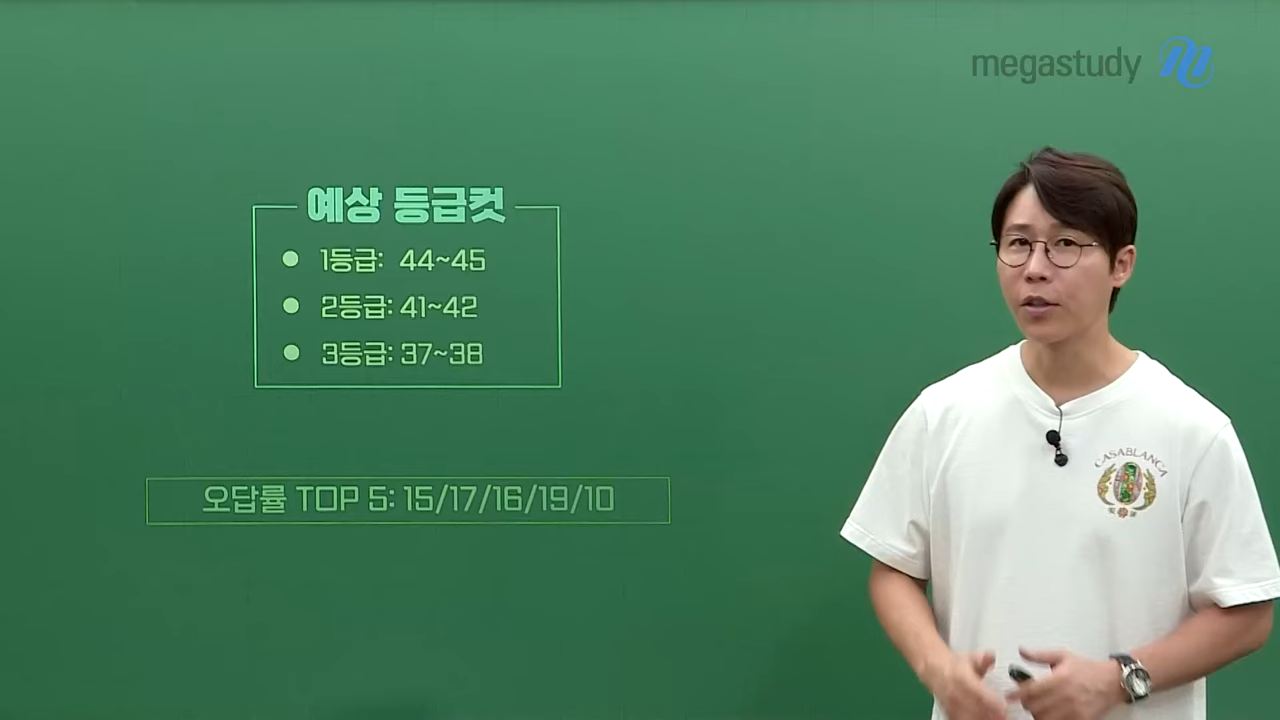 megastudy
예상 등급컷
● 1등급: 44~45
● 2등급: 41~42
● 3등급: 37~38
오답률 TOP 5: 15/17/16/19/10
CASABLANCA